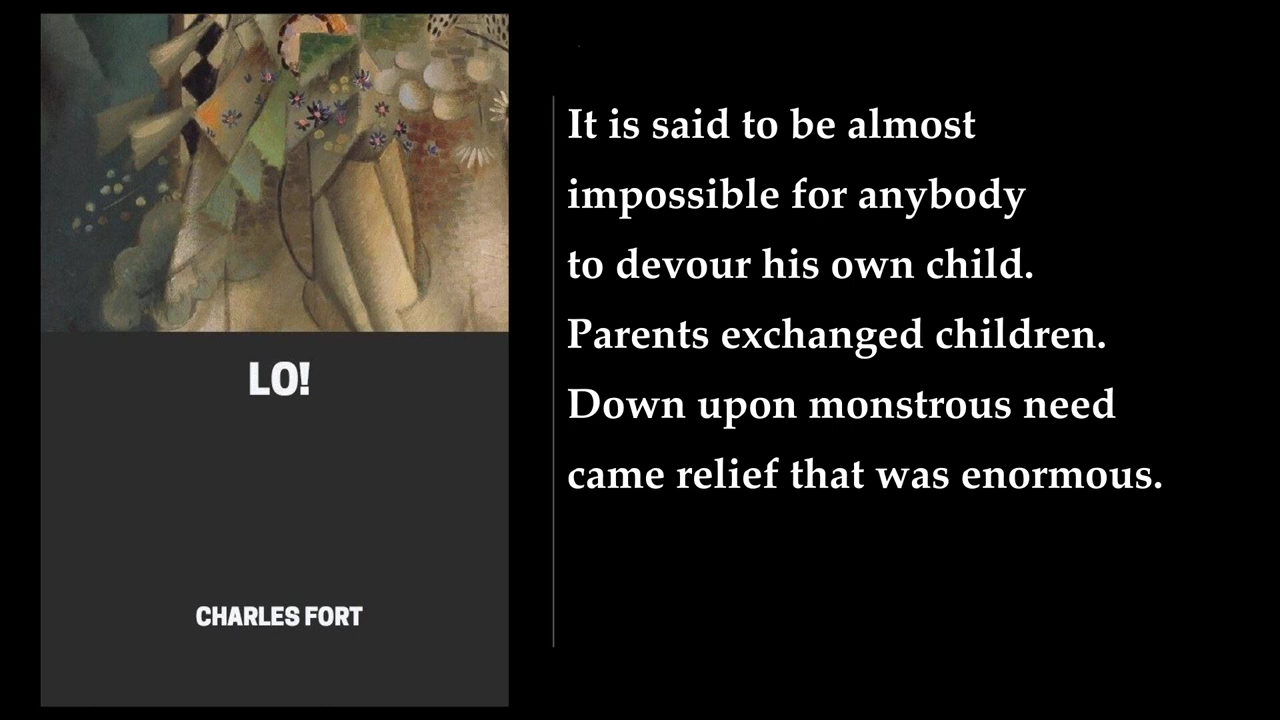 LO!
CHARLES FORT
It is said to be almost
impossible for anybody
to devour his own child.
Parents exchanged children.
Down upon monstrous need
came relief that was enormous.